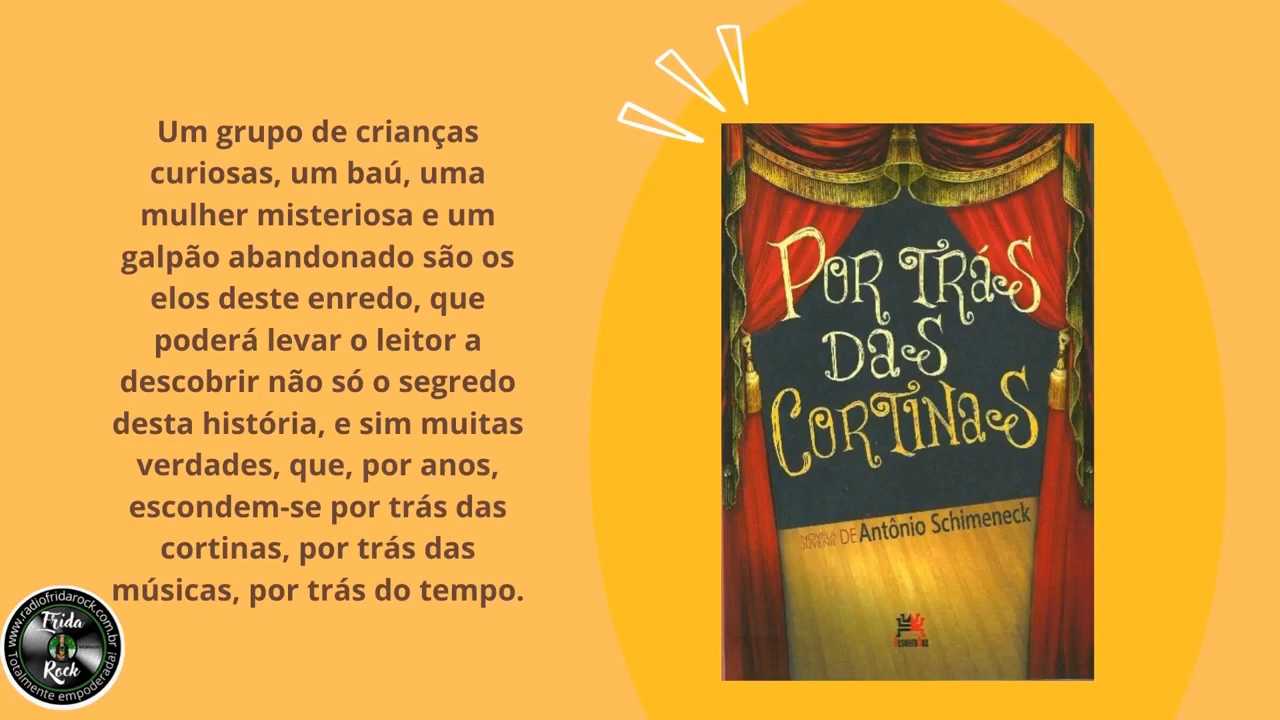 Um grupo de crianças
curiosas, um baú, uma
mulher misteriosa e um
galpão abandonado são os
elos deste enredo, que
poderá levar o leitor a
descobrir não só o segredo
desta história, e sim muitas
verdades, que, por anos,
escondem-se por trás das
cortinas, por trás das
músicas, por trás do tempo.
POR TRÁS
DAS
CORTINAS
NOVELA
JUVENIL
DE Antônio Schimeneck
BesouroBox
www.radiofridarock.com.br
Frida
Rock
Totalmente empoderada!